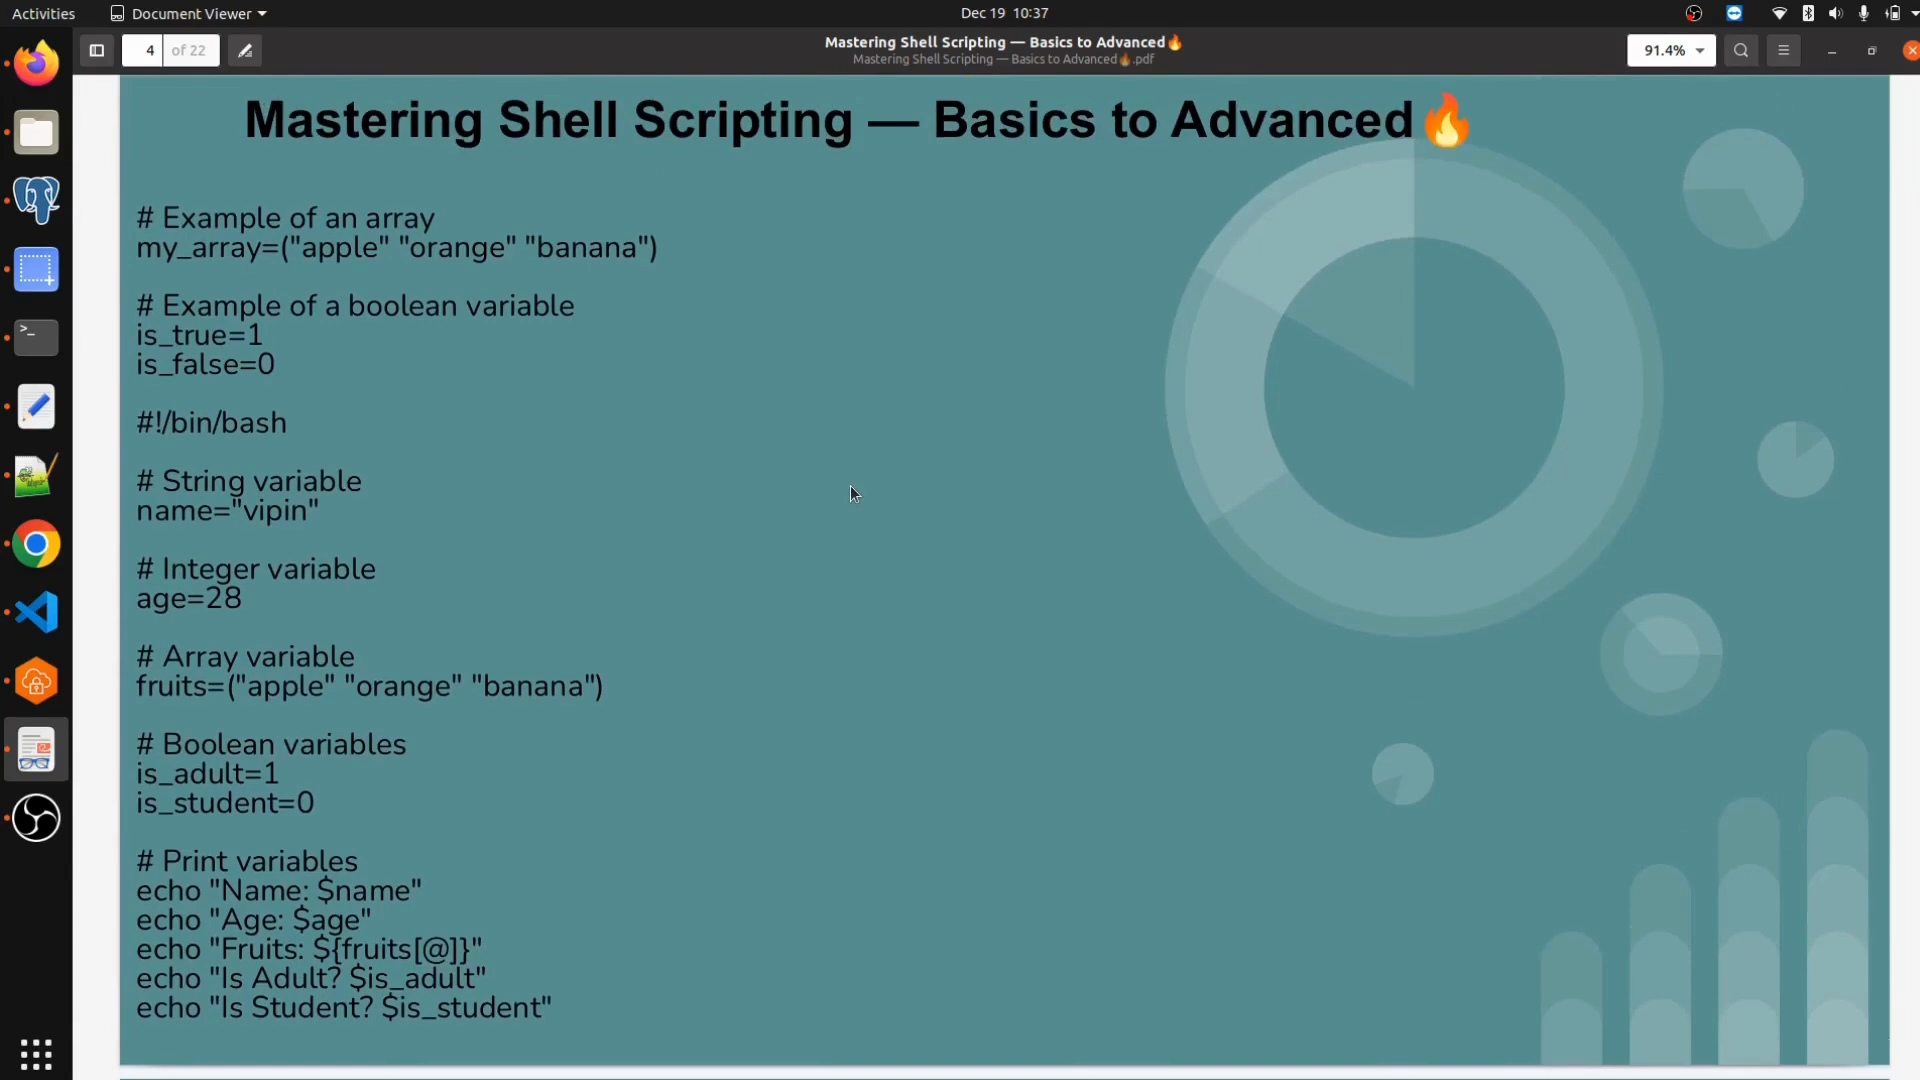 Activities
Document Viewer
Dec 19 10:37
4 of 22
Mastering Shell Scripting — Basics to Advanced🔥
Mastering Shell Scripting — Basics to Advanced🔥.pdf
91.4%
Mastering Shell Scripting — Basics to Advanced🔥
# Example of an array
my_array=("apple" "orange" "banana")
# Example of a boolean variable
is_true=1
is_false=0
#!/bin/bash
# String variable
name="vipin"
# Integer variable
age=28
# Array variable
fruits=("apple" "orange" "banana")
# Boolean variables
is_adult=1
is_student=0
# Print variables
echo "Name: $name"
echo "Age: $age"
echo "Fruits: ${fruits[@]}"
echo "Is Adult? $is_adult"
echo "Is Student? $is_student"